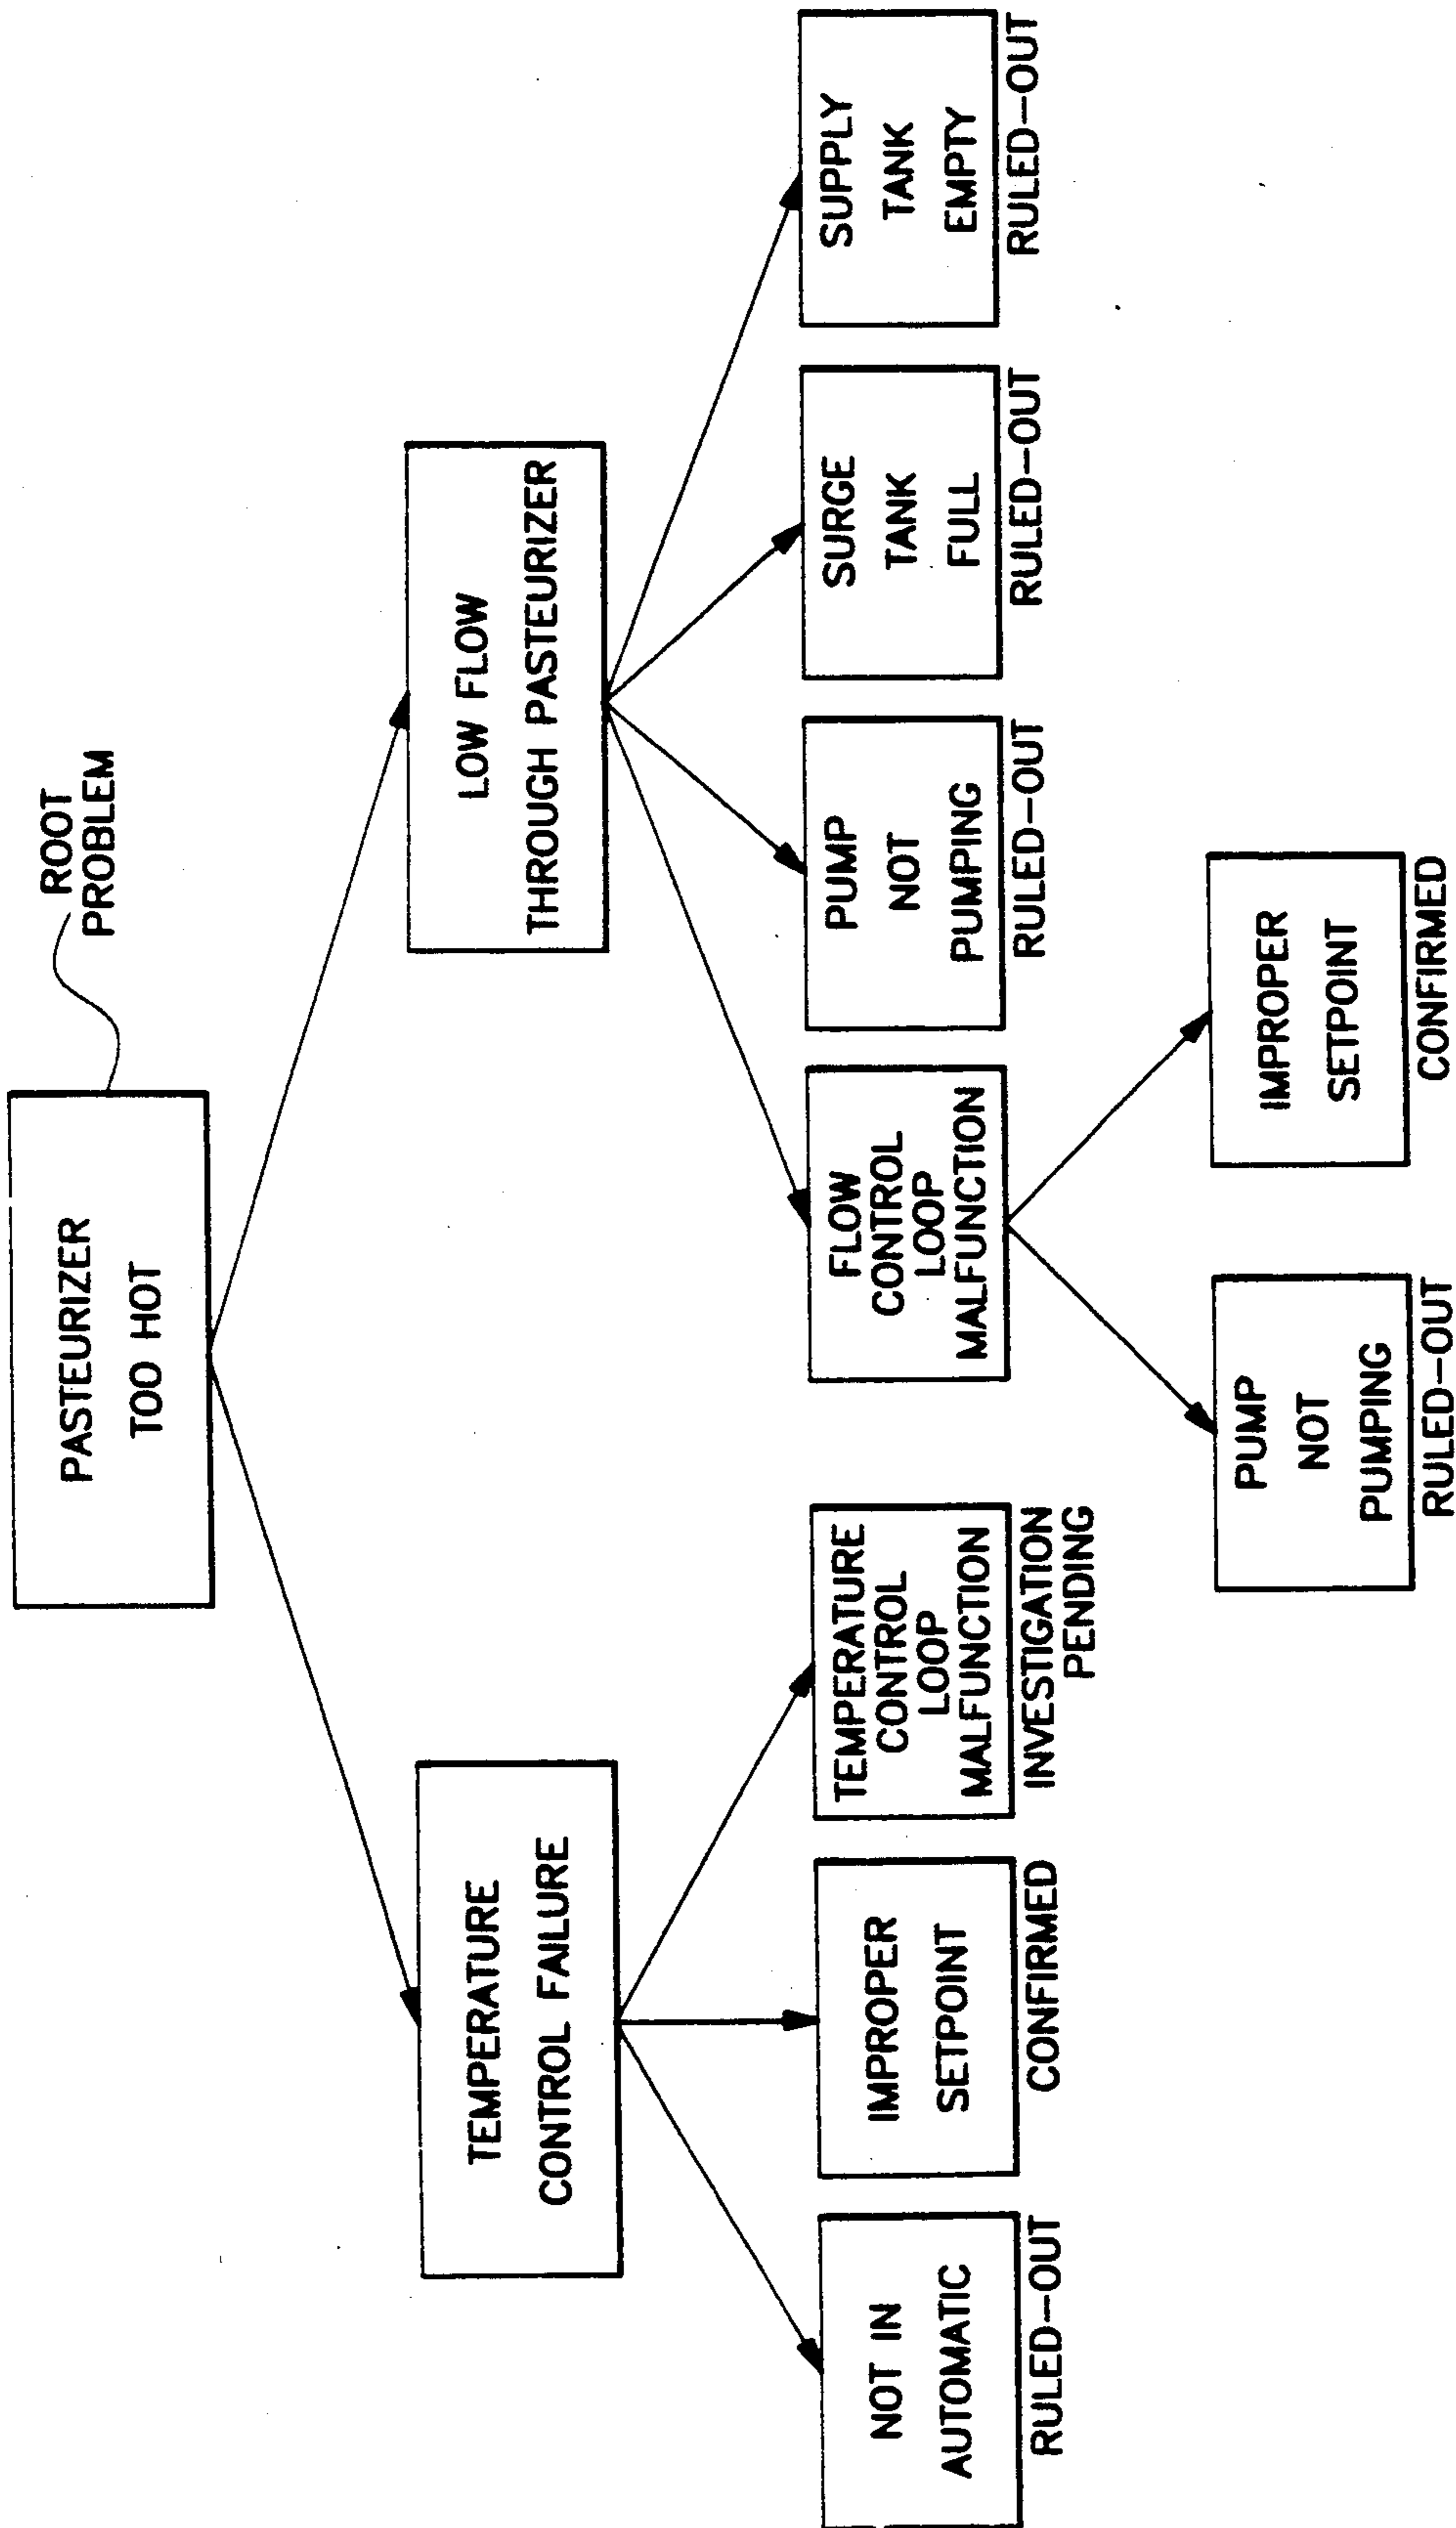 PASTEURIZER
TOO HOT
ROOT
PROBLEM
TEMPERATURE
CONTROL FAILURE
LOW FLOW
THROUGH PASTEURIZER
NOT IN
AUTOMATIC
RULED-OUT
IMPROPER
SETPOINT
CONFIRMED
TEMPERATURE
CONTROL
LOOP
MALFUNCTION
INVESTIGATION
PENDING
FLOW
CONTROL
LOOP
MALFUNCTION
PUMP
NOT
PUMPING
RULED-OUT
SURGE
TANK
FULL
RULED-OUT
SUPPLY
TANK
EMPTY
RULED-OUT
PUMP
NOT
PUMPING
RULED-OUT
IMPROPER
SETPOINT
CONFIRMED